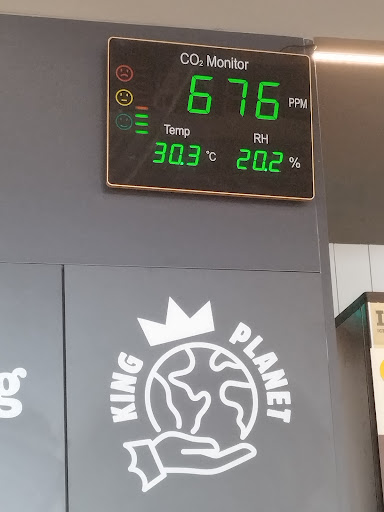 CO₂ Monitor
676 PPM
Temp RH
30.3 °C 20.2 %
KING PLANET
g